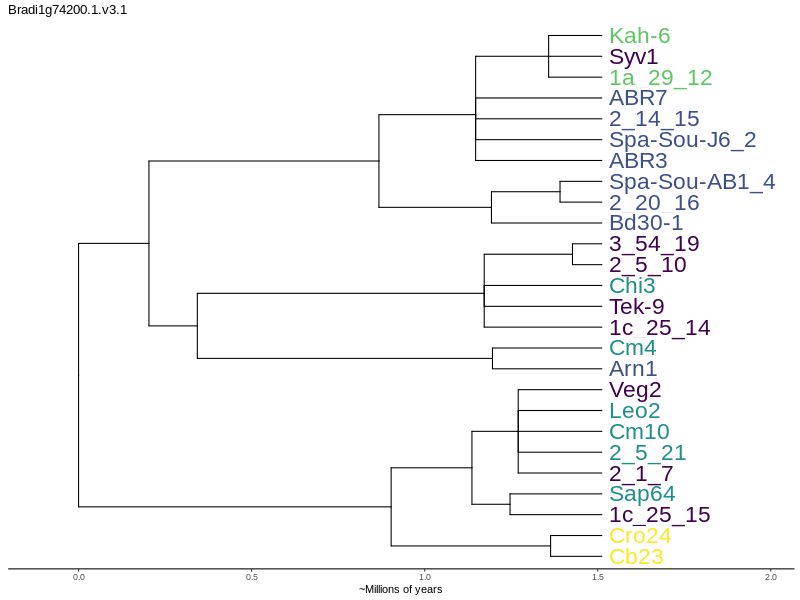 Bradi1g74200.1.v3.1
Kah-6
Syv1
1a_29_12
ABR7
2_14_15
Spa-Sou-J6_2
ABR3
Spa-Sou-AB1_4
2_20_16
Bd30-1
3_54_19
2_5_10
Chi3
Tek-9
1c_25_14
Cm4
Arn1
Veg2
Leo2
Cm10
2_5_21
2_1_7
Sap64
1c_25_15
Cro24
Cb23
0.0 0.5 1.0 1.5 2.0
~Millions of years